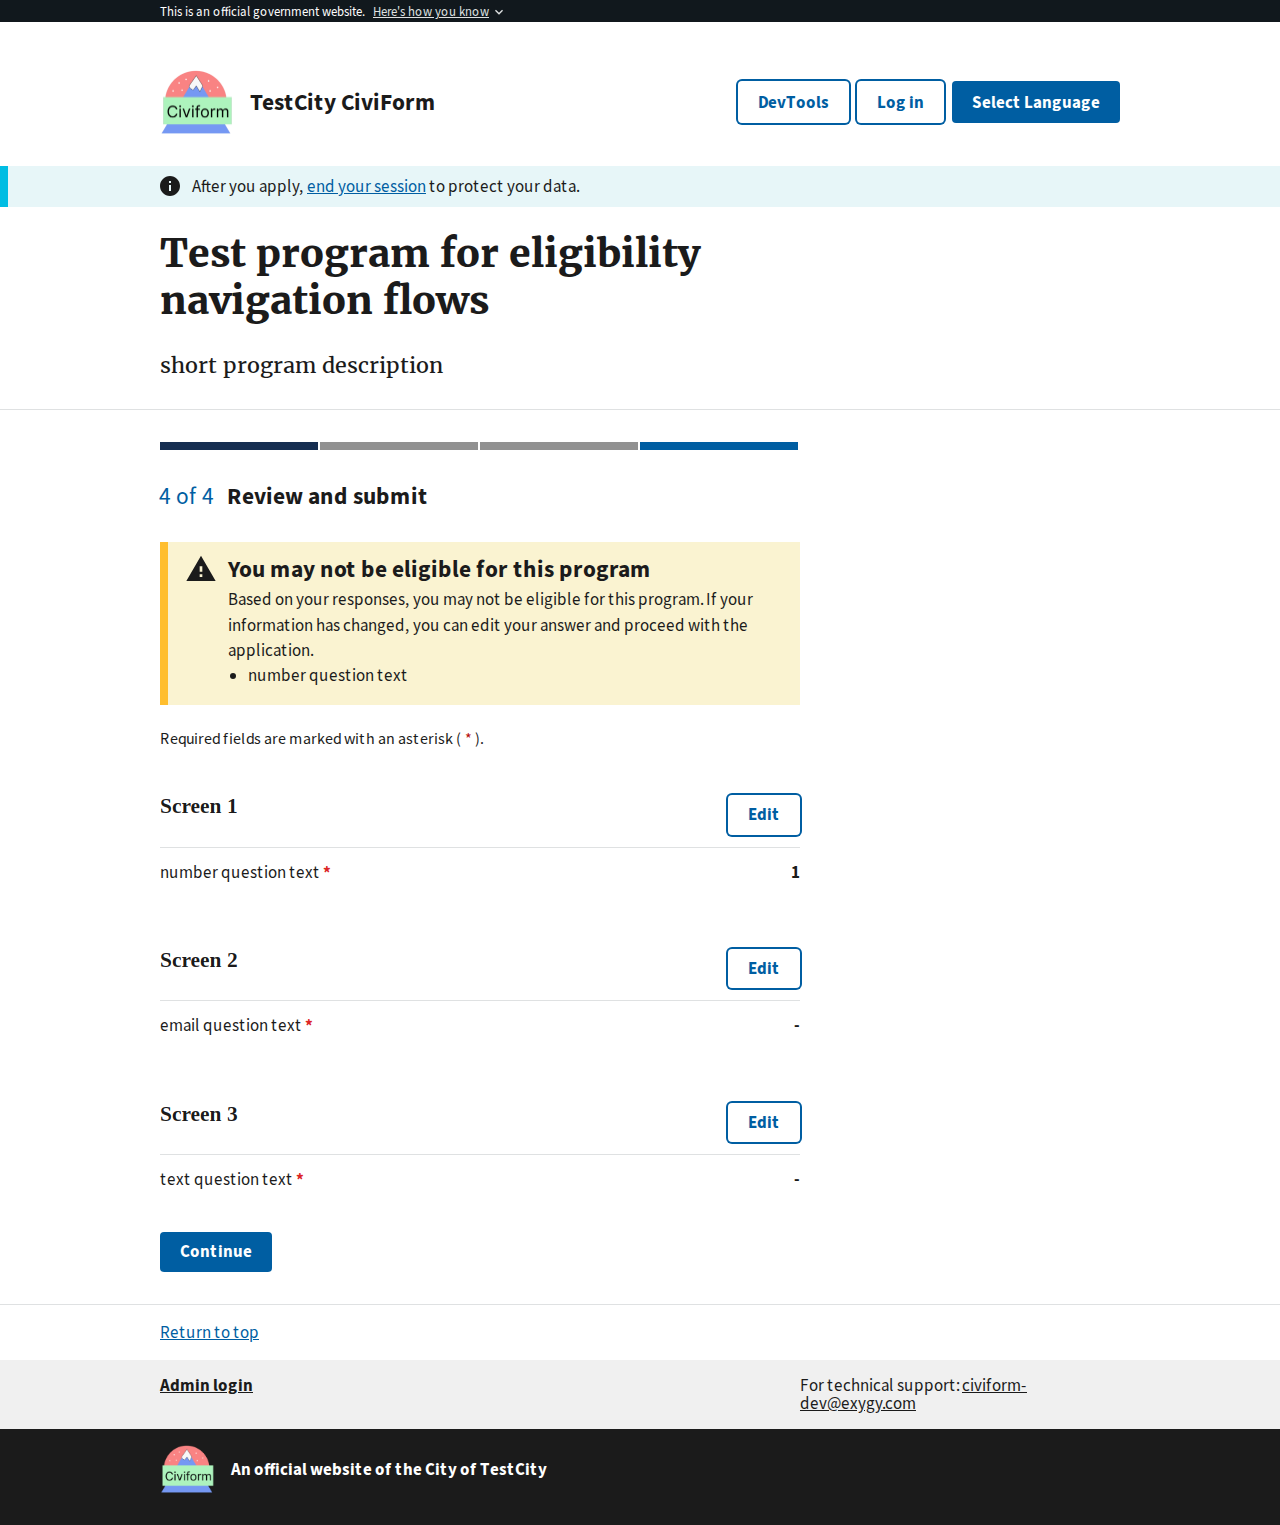 This is an official government website. Here's how you know
Civiform
TestCity CiviForm
DevTools
Log in
Select Language
After you apply, end your session to protect your data.
Test program for eligibility
navigation flows
short program description
4 of 4 Review and submit
You may not be eligible for this program
Based on your responses, you may not be eligible for this program. If your
information has changed, you can edit your answer and proceed with the
application.
• number question text
Required fields are marked with an asterisk ( * ).
Screen 1
Edit
number question text *
1
Screen 2
Edit
email question text *
-
Screen 3
Edit
text question text *
-
Continue
Return to top
Admin login
For technical support: civiform-
dev@exygy.com
Civiform
An official website of the City of TestCity